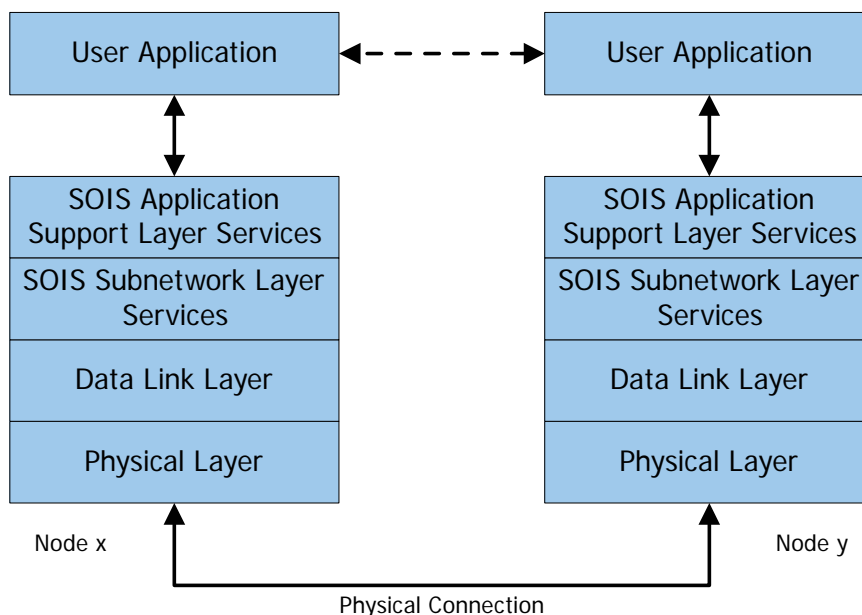 User Application
User Application
SOIS Application
Support Layer Services
SOIS Subnetwork Layer
Services
Data Link Layer
Physical Layer
SOIS Application
Support Layer Services
SOIS Subnetwork Layer
Services
Data Link Layer
Physical Layer
Node x
Node y
Physical Connection